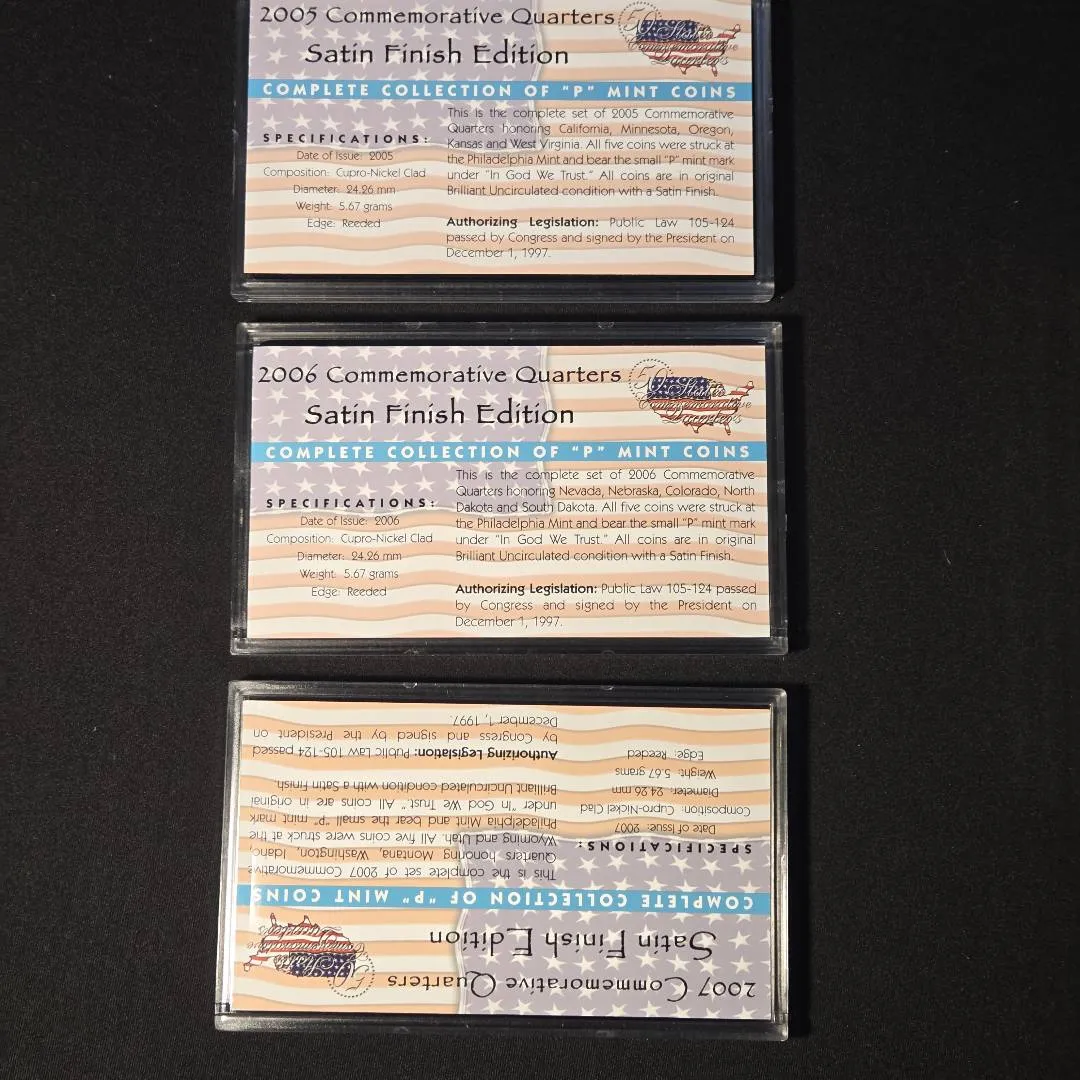 2005 Commemorative Quarters
Satin Finish Edition
50 States
Commemorative
Quarters
COMPLETE COLLECTION OF "P" MINT COINS
SPECIFICATIONS:
Date of Issue: 2005
Composition: Cupro-Nickel Clad
Diameter: 24.26 mm
Weight: 5.67 grams
Edge: Reeded
This is the complete set of 2005 Commemorative
Quarters honoring California, Minnesota, Oregon,
Kansas and West Virginia. All five coins were struck at
the Philadelphia Mint and bear the small "P" mint mark
under "In God We Trust." All coins are in original
Brilliant Uncirculated condition with a Satin Finish.
Authorizing Legislation: Public Law 105-124
passed by Congress and signed by the President on
December 1, 1997.
2006 Commemorative Quarters
Satin Finish Edition
50 States
Commemorative
Quarters
COMPLETE COLLECTION OF "P" MINT COINS
SPECIFICATIONS:
Date of Issue: 2006
Composition: Cupro-Nickel Clad
Diameter: 24.26 mm
Weight: 5.67 grams
Edge: Reeded
This is the complete set of 2006 Commemorative
Quarters honoring Nevada, Nebraska, Colorado, North
Dakota and South Dakota. All five coins were struck at
the Philadelphia Mint and bear the small "P" mint mark
under "In God We Trust." All coins are in original
Brilliant Uncirculated condition with a Satin Finish.
Authorizing Legislation: Public Law 105-124 passed
by Congress and signed by the President on
December 1, 1997.
2007 Commemorative Quarters
Satin Finish Edition
50 States
Commemorative
Quarters
COMPLETE COLLECTION OF "P" MINT COINS
SPECIFICATIONS:
Date of Issue: 2007
Composition: Cupro-Nickel Clad
Diameter: 24.26 mm
Weight: 5.67 grams
Edge: Reeded
This is the complete set of 2007 Commemorative
Quarters honoring Montana, Washington, Idaho,
Wyoming and Utah. All five coins were struck at the
Philadelphia Mint and bear the small "P" mint mark
under "In God We Trust." All coins are in original
Brilliant Uncirculated condition with a Satin Finish.
Authorizing Legislation: Public Law 105-124 passed
by Congress and signed by the President on
December 1, 1997.